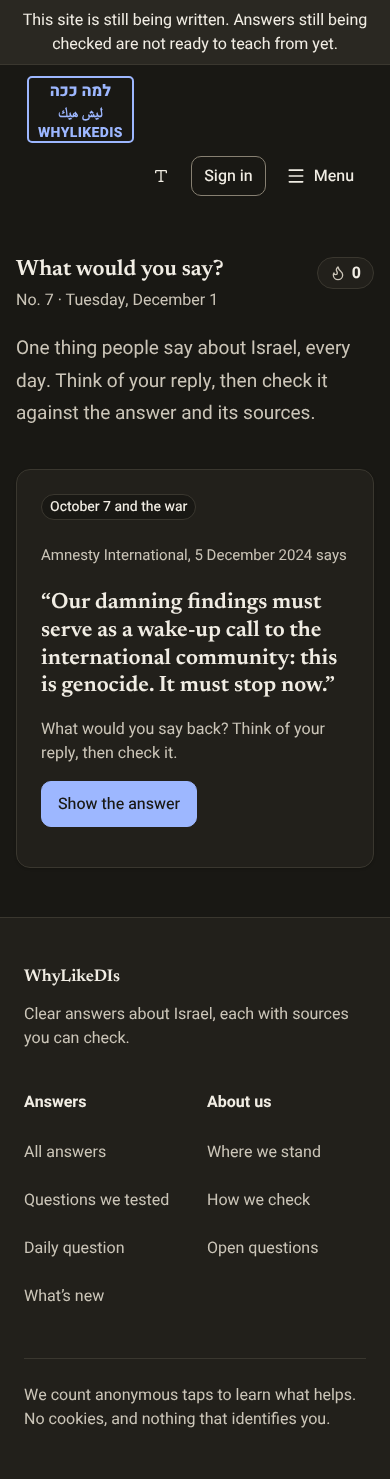 This site is still being written. Answers still being
checked are not ready to teach from yet.
למה ככה
ليش هيك
WHYLIKEDIS
T
Sign in
Menu
What would you say?
0
No. 7 · Tuesday, December 1
One thing people say about Israel, every
day. Think of your reply, then check it
against the answer and its sources.
October 7 and the war
Amnesty International, 5 December 2024 says
“Our damning findings must
serve as a wake-up call to the
international community: this
is genocide. It must stop now.”
What would you say back? Think of your
reply, then check it.
Show the answer
WhyLikeDIs
Clear answers about Israel, each with sources
you can check.
Answers
About us
All answers
Where we stand
Questions we tested
How we check
Daily question
Open questions
What’s new
We count anonymous taps to learn what helps.
No cookies, and nothing that identifies you.